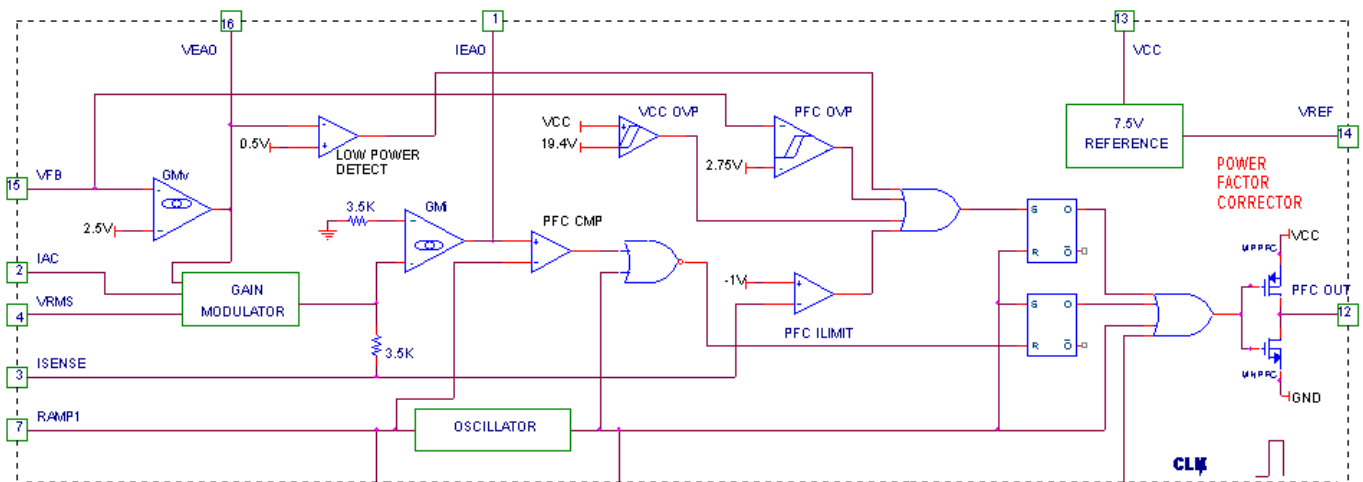 16
1
13
VEAO
IEAO
VCC
VCC OVP
PFC OVP
VCC
19.4V
7.5V
REFERENCE
VREF
14
0.5V
LOW POWER
DETECT
2.75V
POWER
FACTOR
CORRECTOR
15
VFB
GMv
2.5V
3.5K
GMi
PFC CMP
VCC
2
IAC
-1V
PFC OUT
12
VRMS
4
GAIN
MODULATOR
PFC ILIMIT
3.5K
ISENSE
3
GND
RAMP1
7
OSCILLATOR
S
R
S
R
+
-